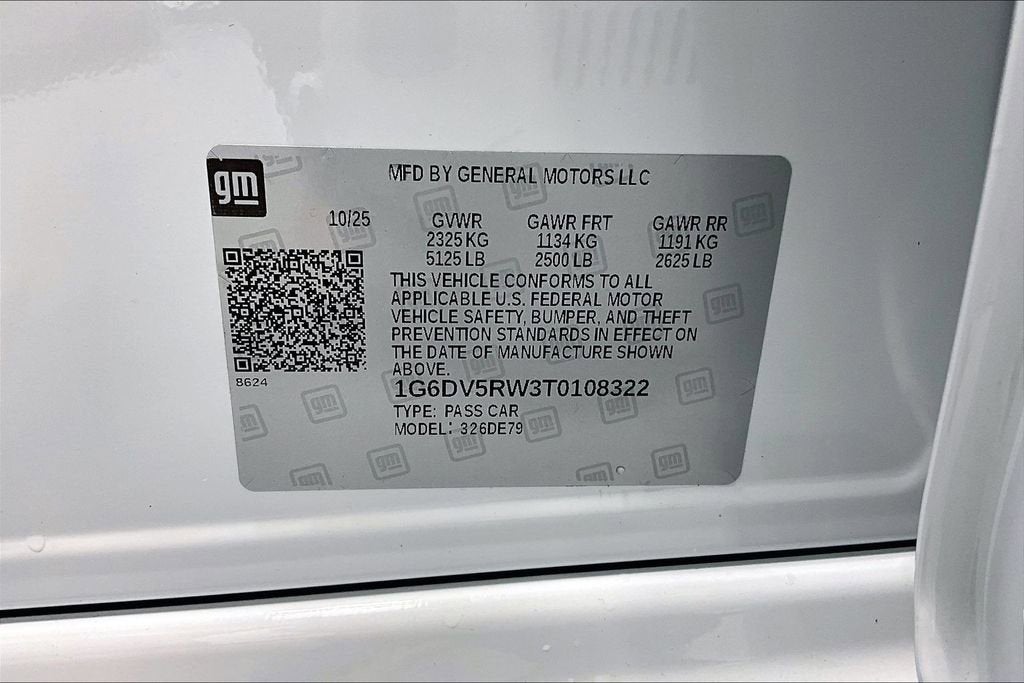 gm
MFD BY GENERAL MOTORS LLC
10/25 GVWR GAWR FRT GAWR RR
2325 KG 1134 KG 1191 KG
5125 LB 2500 LB 2625 LB
THIS VEHICLE CONFORMS TO ALL
APPLICABLE U.S. FEDERAL MOTOR
VEHICLE SAFETY, BUMPER, AND THEFT
PREVENTION STANDARDS IN EFFECT ON
THE DATE OF MANUFACTURE SHOWN
ABOVE.
8624
1G6DV5RW3T0108322
TYPE: PASS CAR
MODEL: 326DE79